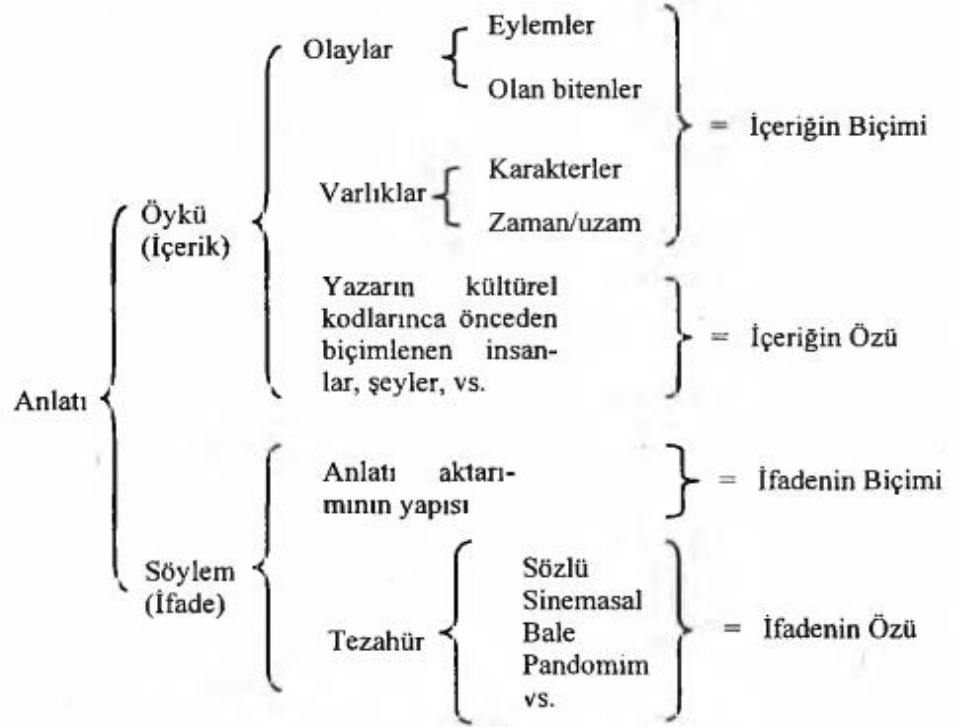 Olaylar
Eylemler
Olan bitenler
= İçeriğin Biçimi
Varlıklar
Karakterler
Zaman/uzam
Öykü
(İçerik)
Yazarın kültürel
kodlarınca önceden
biçimlenen insan-
lar, şeyler, vs.
= İçeriğin Özü
Anlatı
Anlatı aktarı-
mının yapısı
= İfadenin Biçimi
Söylem
(İfade)
Tezahür
Sözlü
Sinemasal
Bale
Pandomim
vs.
= İfadenin Özü